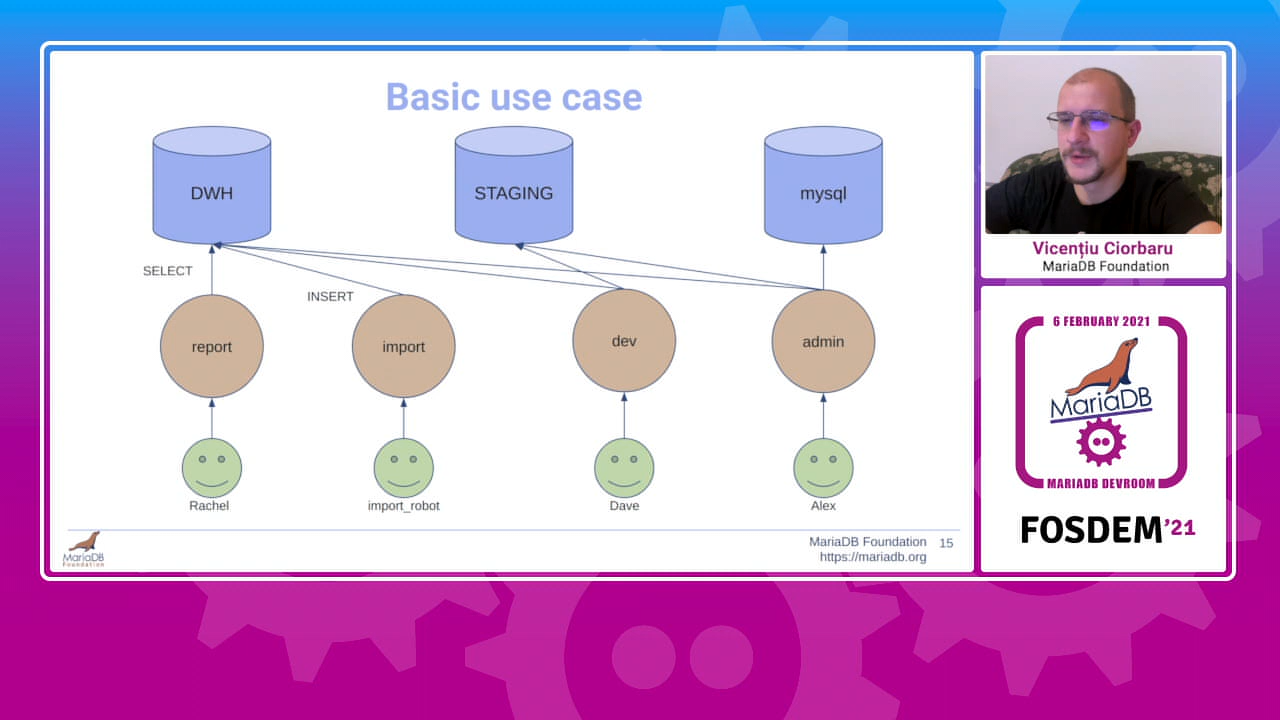 Basic use case
DWH
STAGING
mysql
SELECT
INSERT
report
import
dev
admin
Rachel
import_robot
Dave
Alex
MariaDB
Foundation
MariaDB Foundation 15
https://mariadb.org
Vicențiu Ciorbaru
MariaDB Foundation
6 FEBRUARY 2021
MariaDB
MARIADB DEVROOM
FOSDEM'21